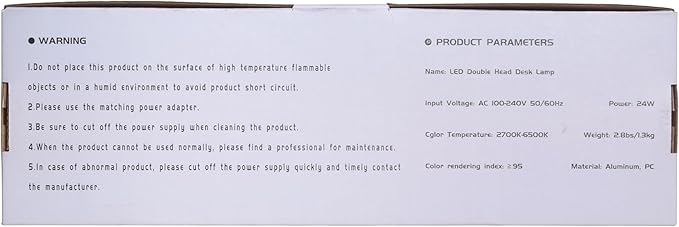 WARNING
1.Do not place this product on the surface of high temperature flammable
objects or in a humid environment to avoid product short circuit.
2.Please use the matching power adapter.
3.Be sure to cut off the power supply when cleaning the product.
4.When the product cannot be used normally, please find a professional for maintenance.
5.In case of abnormal product, please cut off the power supply quickly and timely contact
the manufacturer.
PRODUCT PARAMETERS
Name: LED Double Head Desk Lamp
Input Voltage: AC 100-240V 50/60Hz Power: 24W
Cglor Temperature: 2700K-6500K Weight: 2.8bs/1.3kg
Color rendering index: ≥95 Material: Aluminum, PC